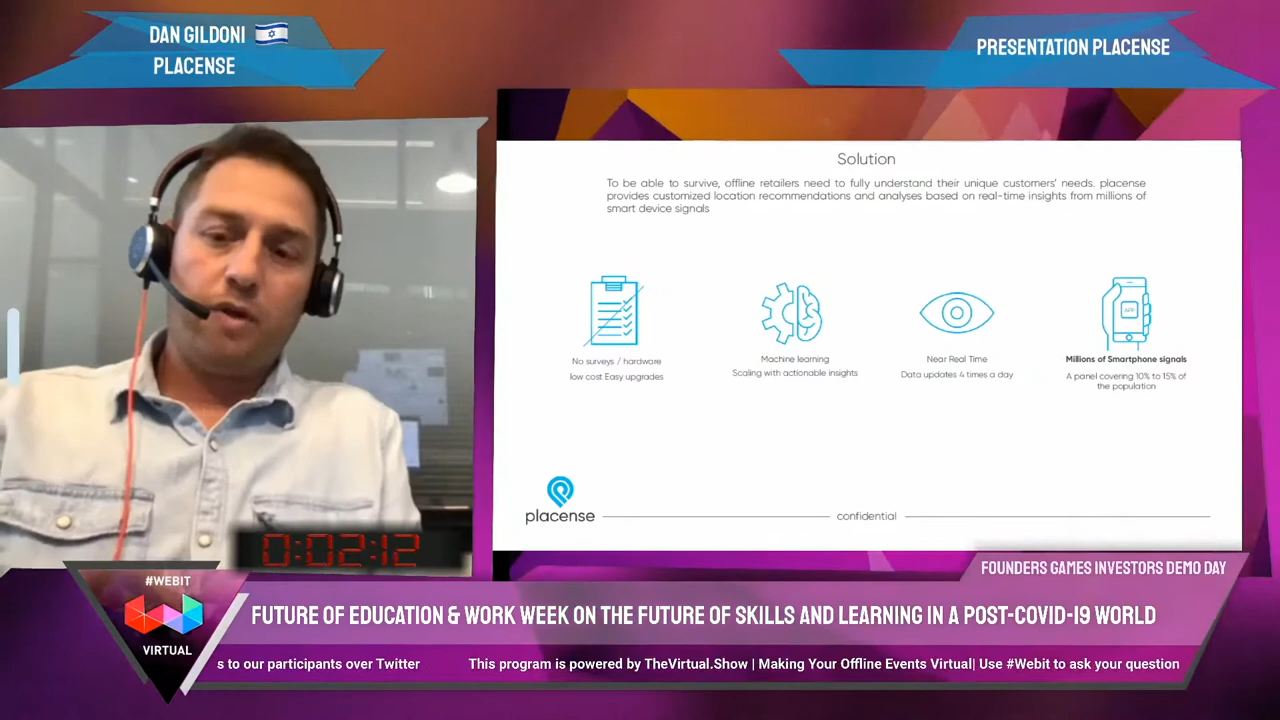 DAN GILDONI
PLACENSE
PRESENTATION PLACENSE
Solution
To be able to survive, offline retailers need to fully understand their unique customers' needs. placense
provides customized location recommendations and analyses based on real-time insights from millions of
smart device signals
No surveys / hardware
low cost Easy upgrades
Machine learning
Scaling with actionable insights
Near Real Time
Data updates 4 times a day
APP
Millions of Smartphone signals
A panel covering 10% to 15% of
the population
placense
confidential
0:02:12
FOUNDERS GAMES INVESTORS DEMO DAY
#WEBIT
VIRTUAL
FUTURE OF EDUCATION & WORK WEEK ON THE FUTURE OF SKILLS AND LEARNING IN A POST-COVID-19 WORLD
s to our participants over Twitter
This program is powered by TheVirtual.Show | Making Your Offline Events Virtual| Use #Webit to ask your question